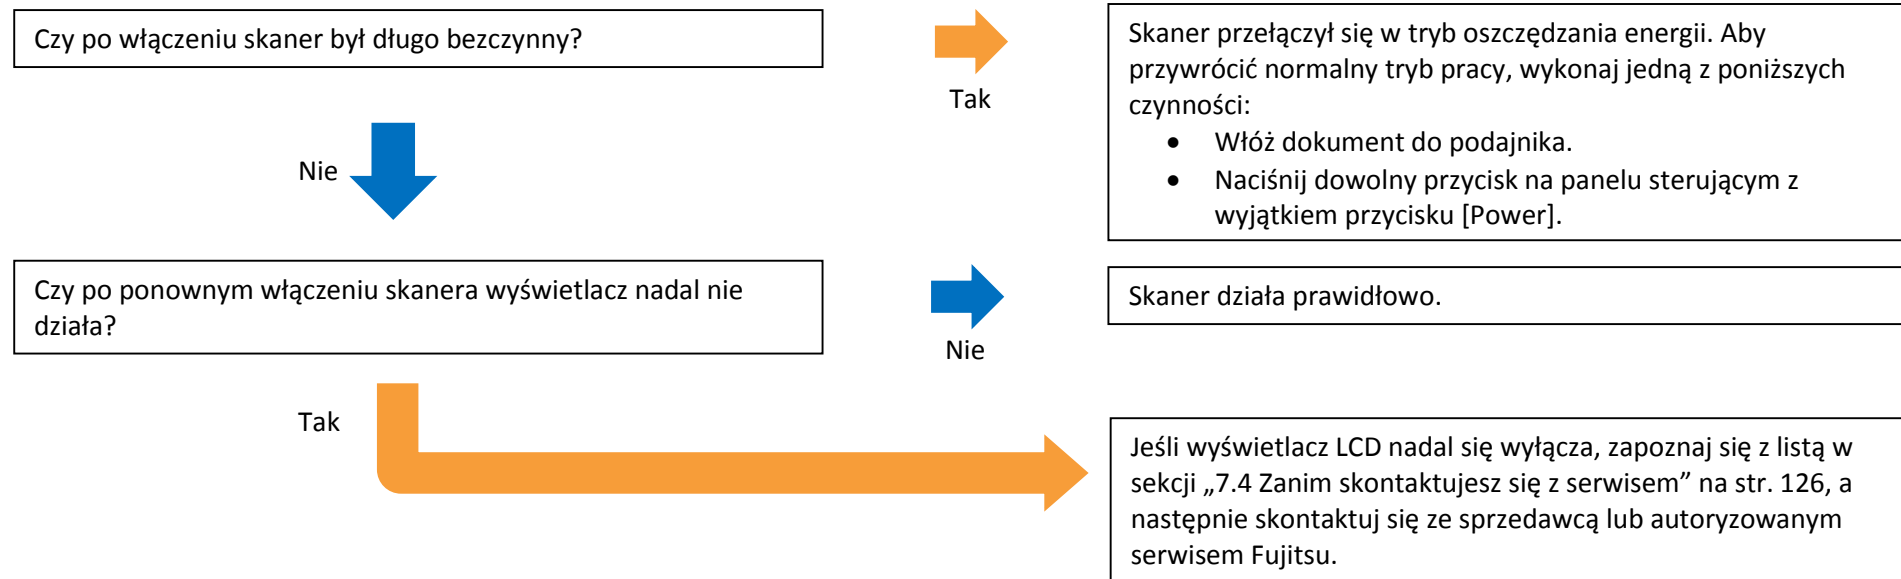 Czy po włączeniu skaner był długo bezczynny?
Tak
Skaner przełączył się w tryb oszczędzania energii. Aby
przywrócić normalny tryb pracy, wykonaj jedną z poniższych
czynności:
• Włóż dokument do podajnika.
• Naciśnij dowolny przycisk na panelu sterującym z
wyjątkiem przycisku [Power].
Nie
Czy po ponownym włączeniu skanera wyświetlacz nadal nie
działa?
Nie
Skaner działa prawidłowo.
Tak
Jeśli wyświetlacz LCD nadal się wyłącza, zapoznaj się z listą w
sekcji „7.4 Zanim skontaktujesz się z serwisem” na str. 126, a
następnie skontaktuj się ze sprzedawcą lub autoryzowanym
serwisem Fujitsu.